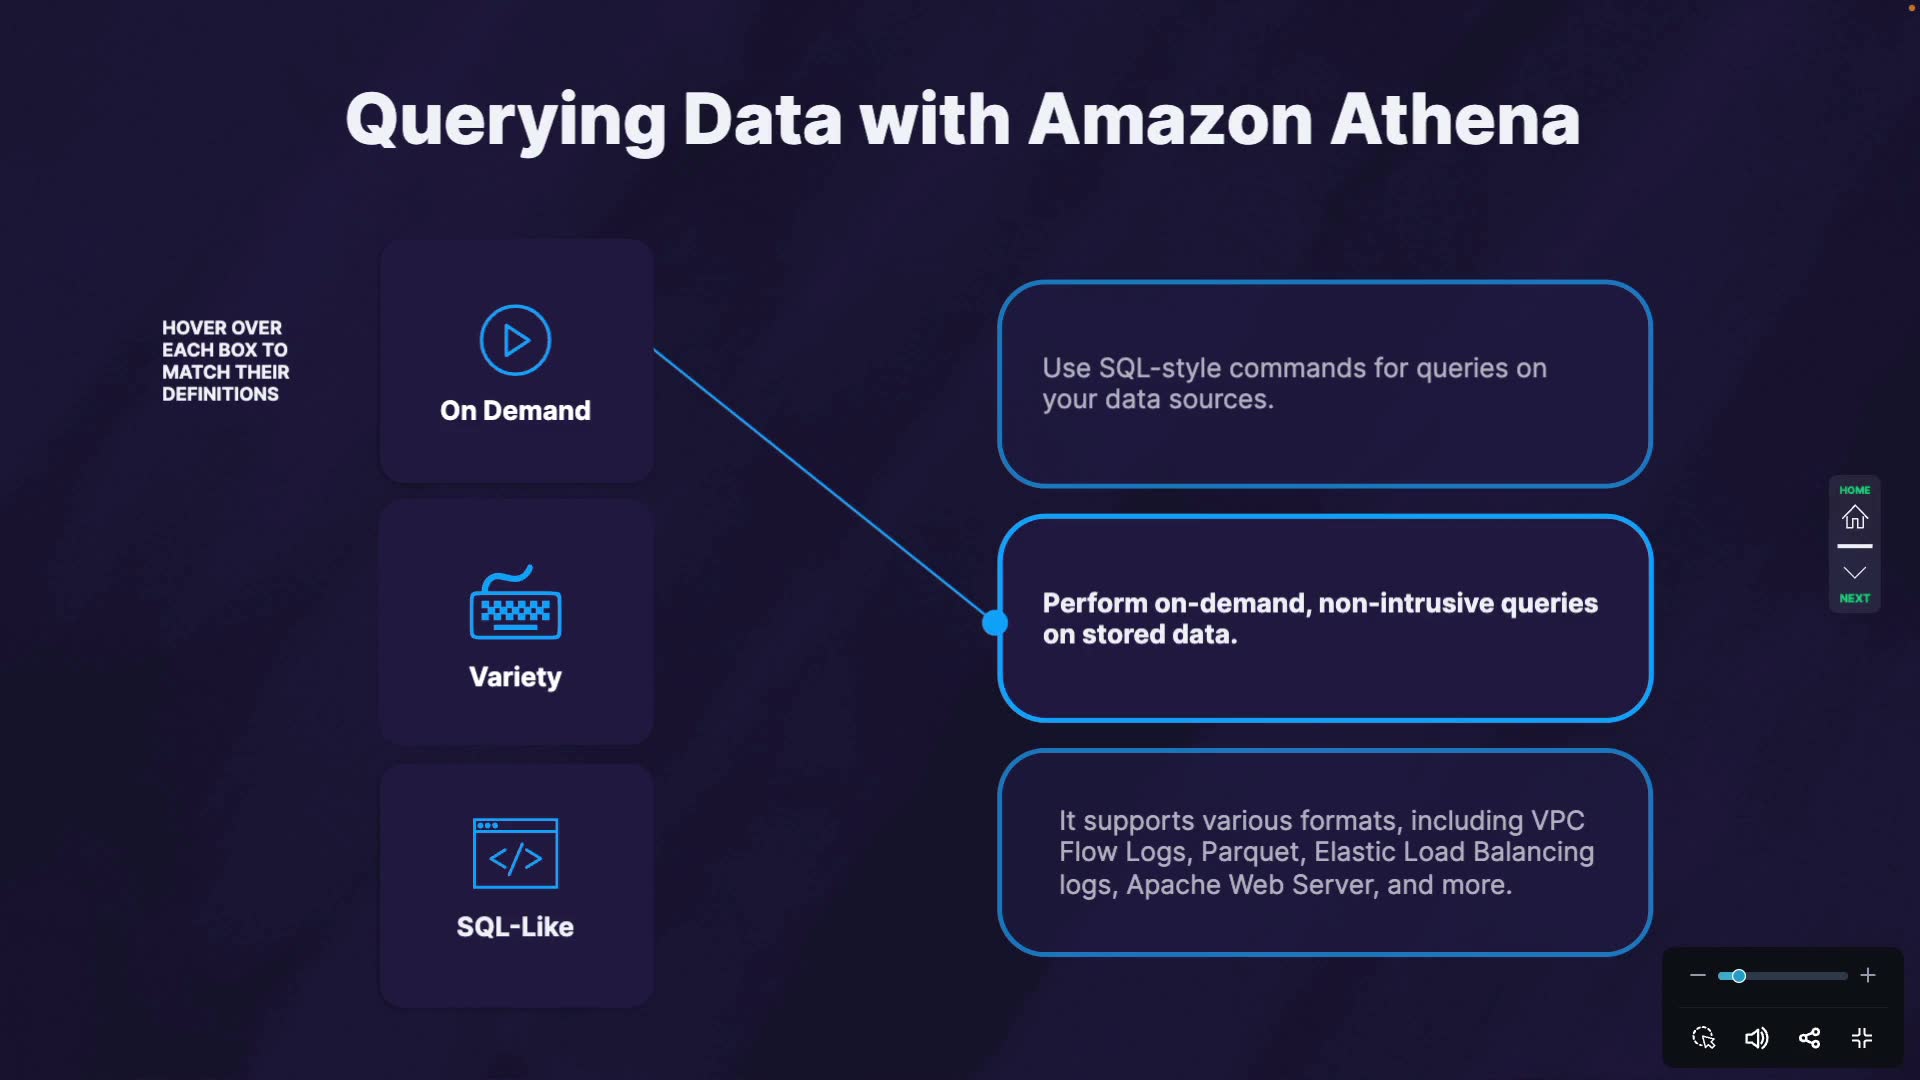 Querying Data with Amazon Athena
HOVER OVER
EACH BOX TO
MATCH THEIR
DEFINITIONS
On Demand
Variety
</>
SQL-Like
Use SQL-style commands for queries on
your data sources.
Perform on-demand, non-intrusive queries
on stored data.
It supports various formats, including VPC
Flow Logs, Parquet, Elastic Load Balancing
logs, Apache Web Server, and more.
HOME
NEXT